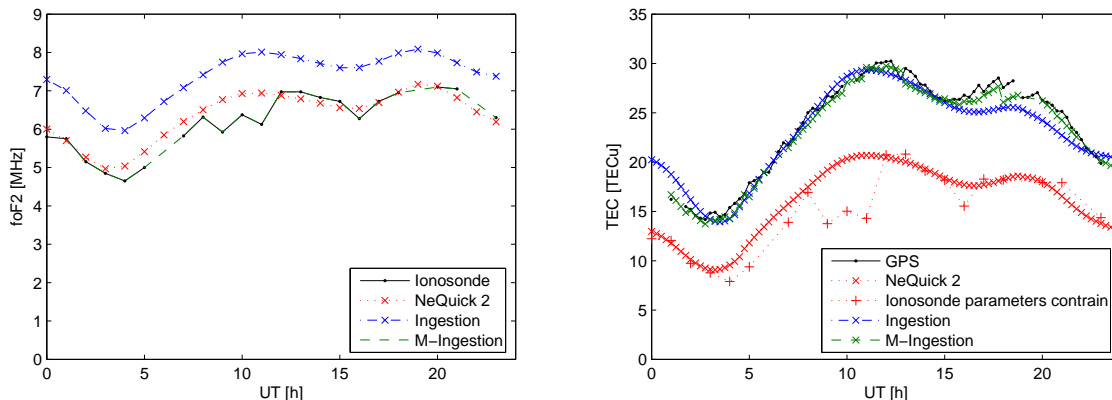 9
8
7
6
5
4
3
2
1
0
foF2 [MHz]
0 5 10 15 20
UT [h]
Ionosonde
NeQuick 2
Ingestion
M−Ingestion
35
30
25
20
15
10
5
0
TEC [TECu]
0 5 10 15 20
UT [h]
GPS
NeQuick 2
Ionosonde parameters contrain
Ingestion
M−Ingestion